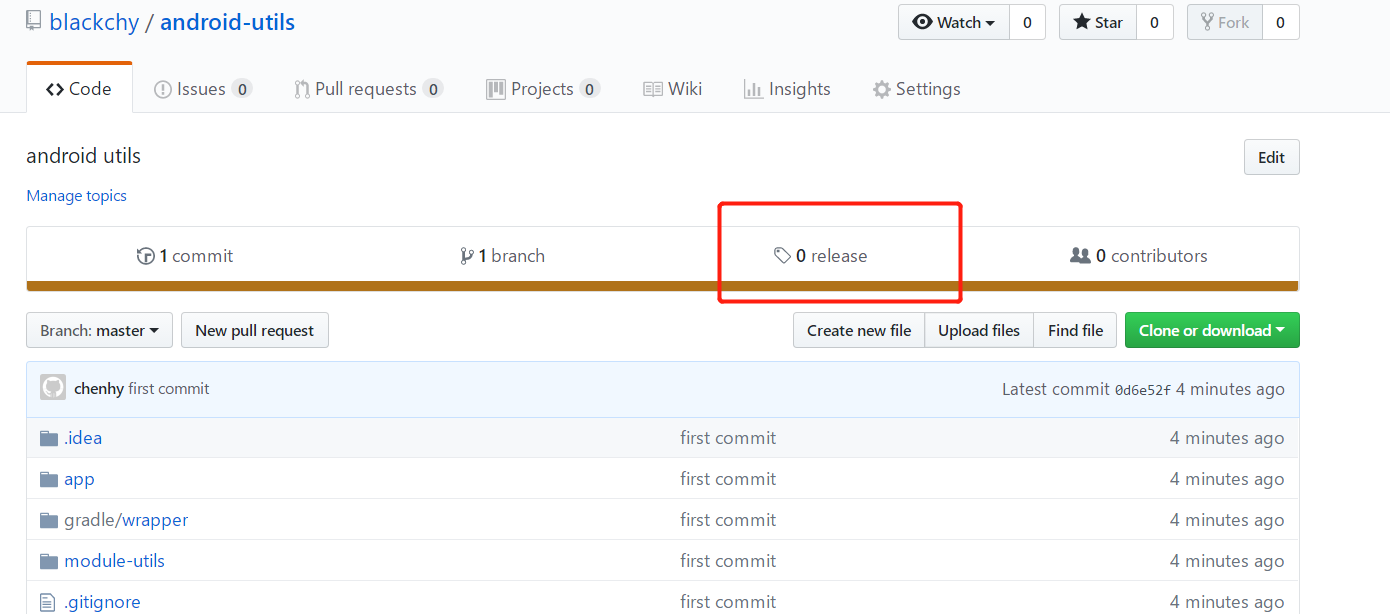 blackchy / android-utils Watch 0 Star 0 Fork 0
Code Issues 0 Pull requests 0 Projects 0 Wiki Insights Settings
android utils Edit
Manage topics
1 commit 1 branch 0 release 0 contributors
Branch: master New pull request Create new file Upload files Find file Clone or download
chenhy first commit Latest commit 0d6e52f 4 minutes ago
.idea first commit 4 minutes ago
app first commit 4 minutes ago
gradle/wrapper first commit 4 minutes ago
module-utils first commit 4 minutes ago
.gitignore first commit 4 minutes ago